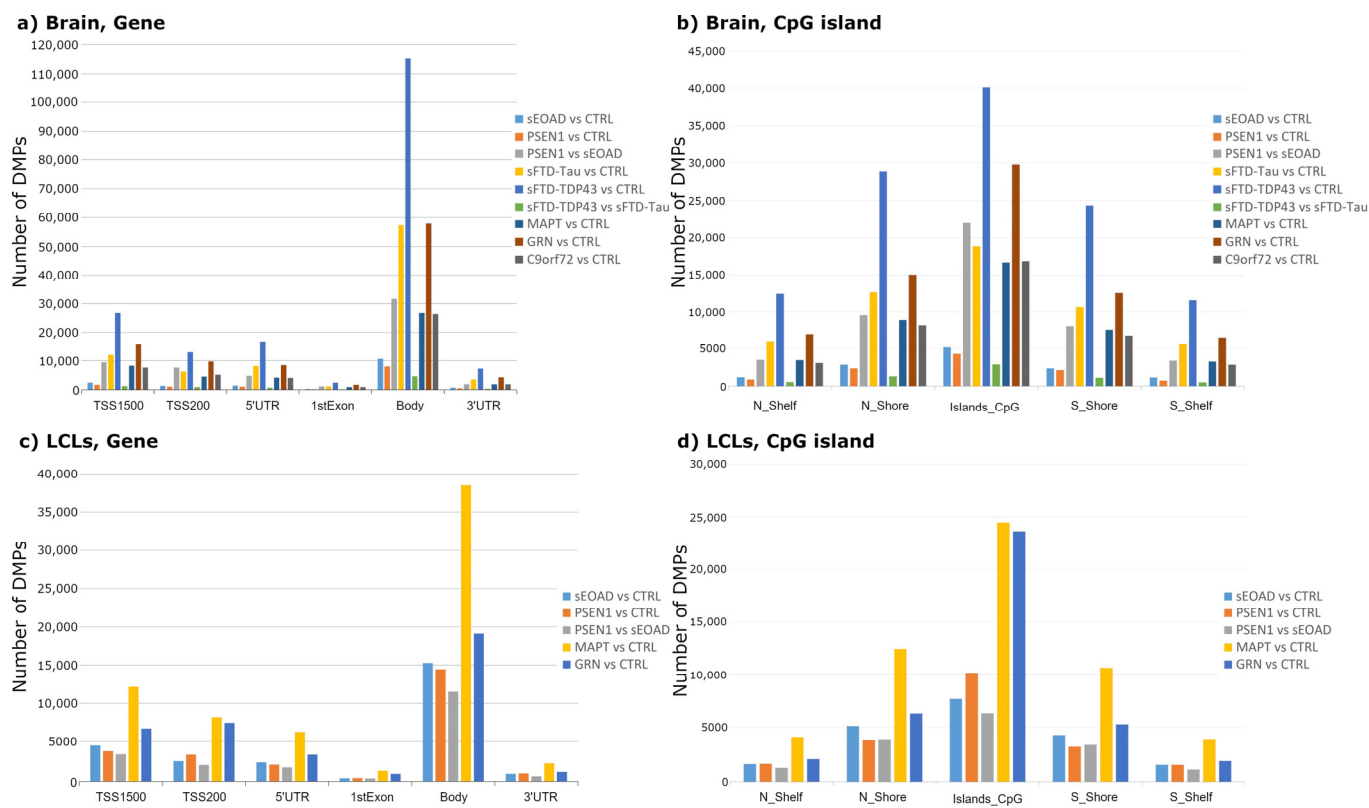 a) Brain, Gene
120,000
110,000
100,000
90,000
80,000
70,000
60,000
50,000
40,000
30,000
20,000
10,000
0
Number of DMPs
TSS1500 TSS200 5'UTR 1stExon Body 3'UTR
sEOAD vs CTRL
PSEN1 vs CTRL
PSEN1 vs sEOAD
sFTD-Tau vs CTRL
sFTD-TDP43 vs CTRL
sFTD-TDP43 vs sFTD-Tau
MAPT vs CTRL
GRN vs CTRL
C9orf72 vs CTRL
b) Brain, CpG island
45,000
40,000
35,000
30,000
25,000
20,000
15,000
10,000
5000
0
Number of DMPs
N_Shelf N_Shore Islands_CpG S_Shore S_Shelf
sEOAD vs CTRL
PSEN1 vs CTRL
PSEN1 vs sEOAD
sFTD-Tau vs CTRL
sFTD-TDP43 vs CTRL
sFTD-TDP43 vs sFTD-Tau
MAPT vs CTRL
GRN vs CTRL
C9orf72 vs CTRL
c) LCLs, Gene
40,000
35,000
30,000
25,000
20,000
15,000
10,000
5000
0
Number of DMPs
TSS1500 TSS200 5'UTR 1stExon Body 3'UTR
sEOAD vs CTRL
PSEN1 vs CTRL
PSEN1 vs sEOAD
MAPT vs CTRL
GRN vs CTRL
d) LCLs, CpG island
30,000
25,000
20,000
15,000
10,000
5000
0
Number of DMPs
N_Shelf N_Shore Islands_CpG S_Shore S_Shelf
sEOAD vs CTRL
PSEN1 vs CTRL
PSEN1 vs sEOAD
MAPT vs CTRL
GRN vs CTRL